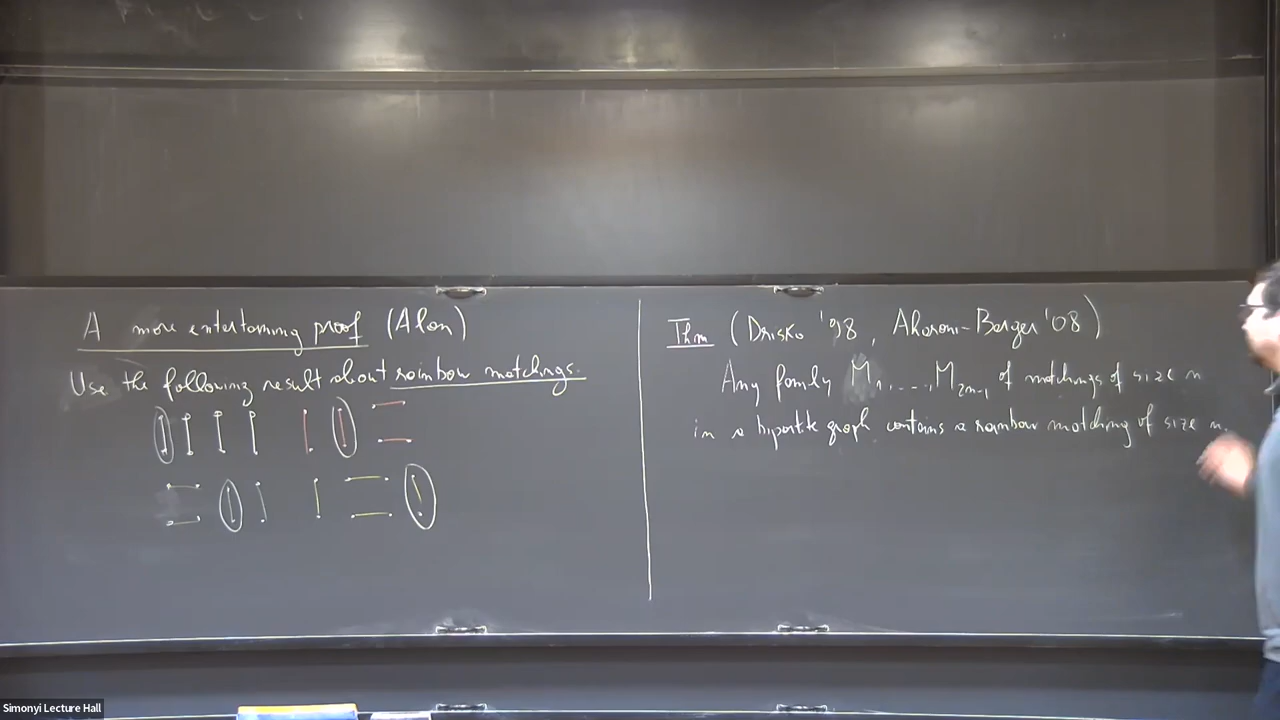 A more entertaining proof (Alon)
Use the following result about rainbow matchings.
Thm (Drisko '98, Aharoni-Berger '08)
Any family M₁,...,M₂ₙ₋₁ of matchings of size n
in a bipartite graph contains a rainbow matching of size n.
Simonyi Lecture Hall